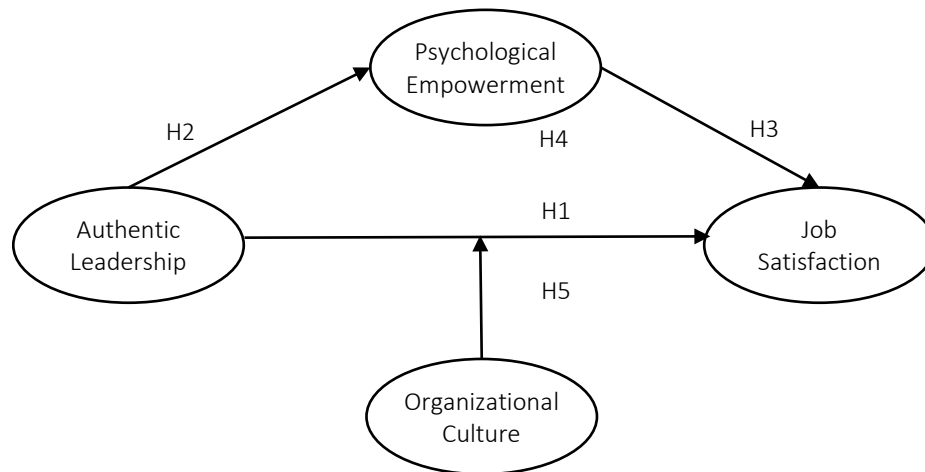 Psychological
Empowerment
H2
H4
H3
Authentic
Leadership
H1
Job
Satisfaction
H5
Organizational
Culture